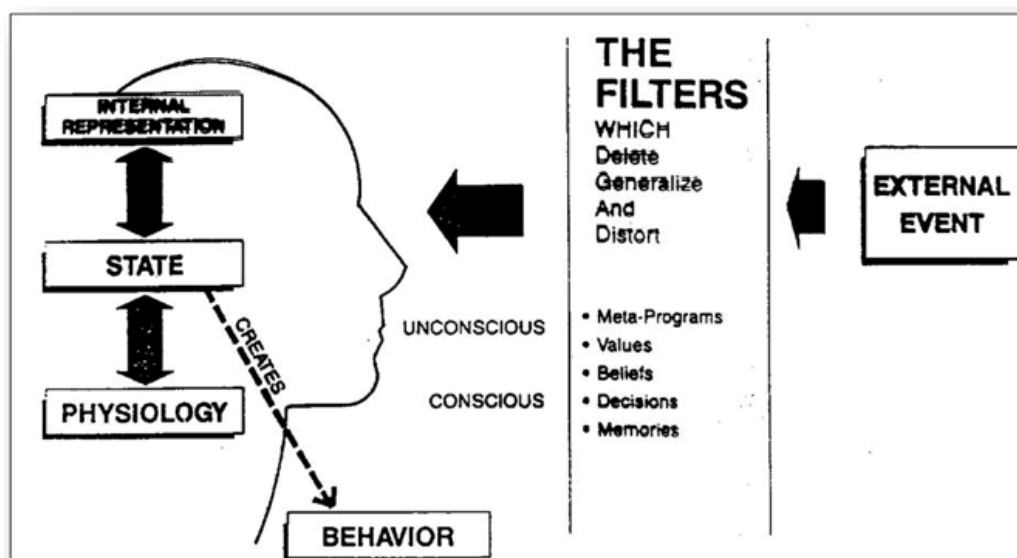 INTERNAL
REPRESENTATION
STATE
PHYSIOLOGY
CREATES
BEHAVIOR
UNCONSCIOUS
CONSCIOUS
THE
FILTERS
WHICH
Delete
Generalize
And
Distort
• Meta-Programs
• Values
• Beliefs
• Decisions
• Memories
EXTERNAL
EVENT